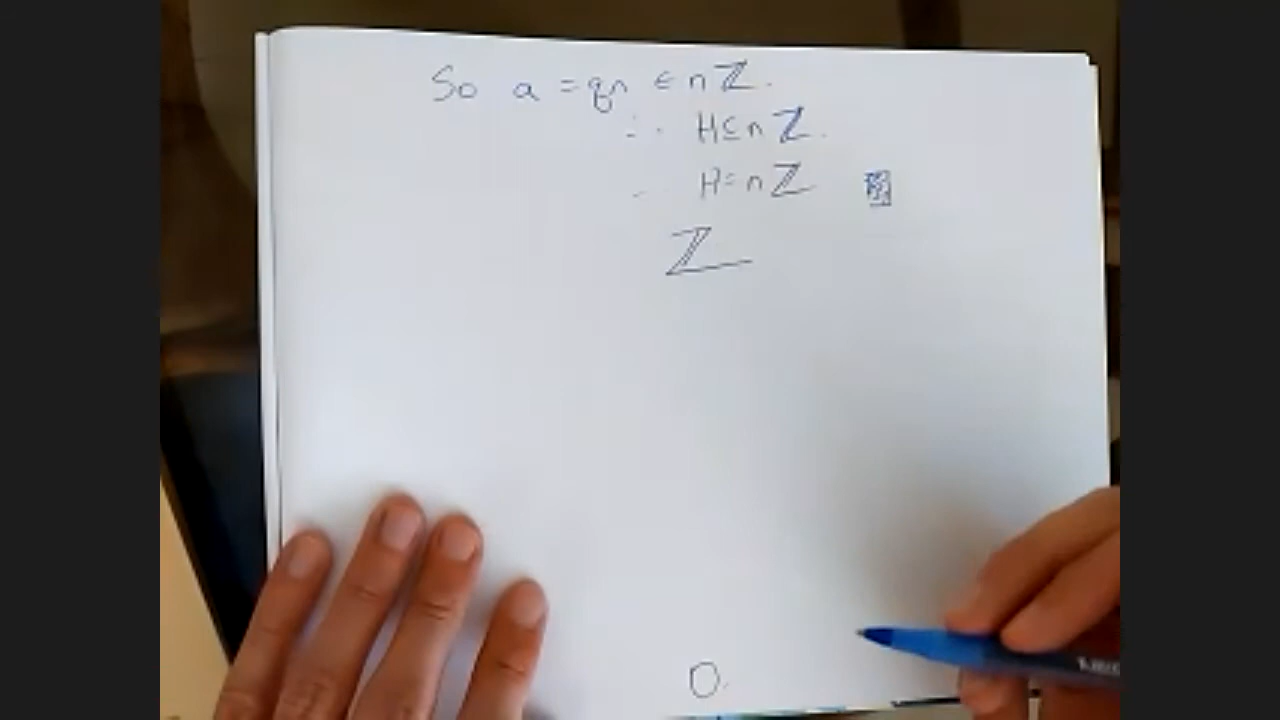 So a = qn ∈ nℤ.
∴ H ⊆ nℤ.
H = nℤ
ℤ
0